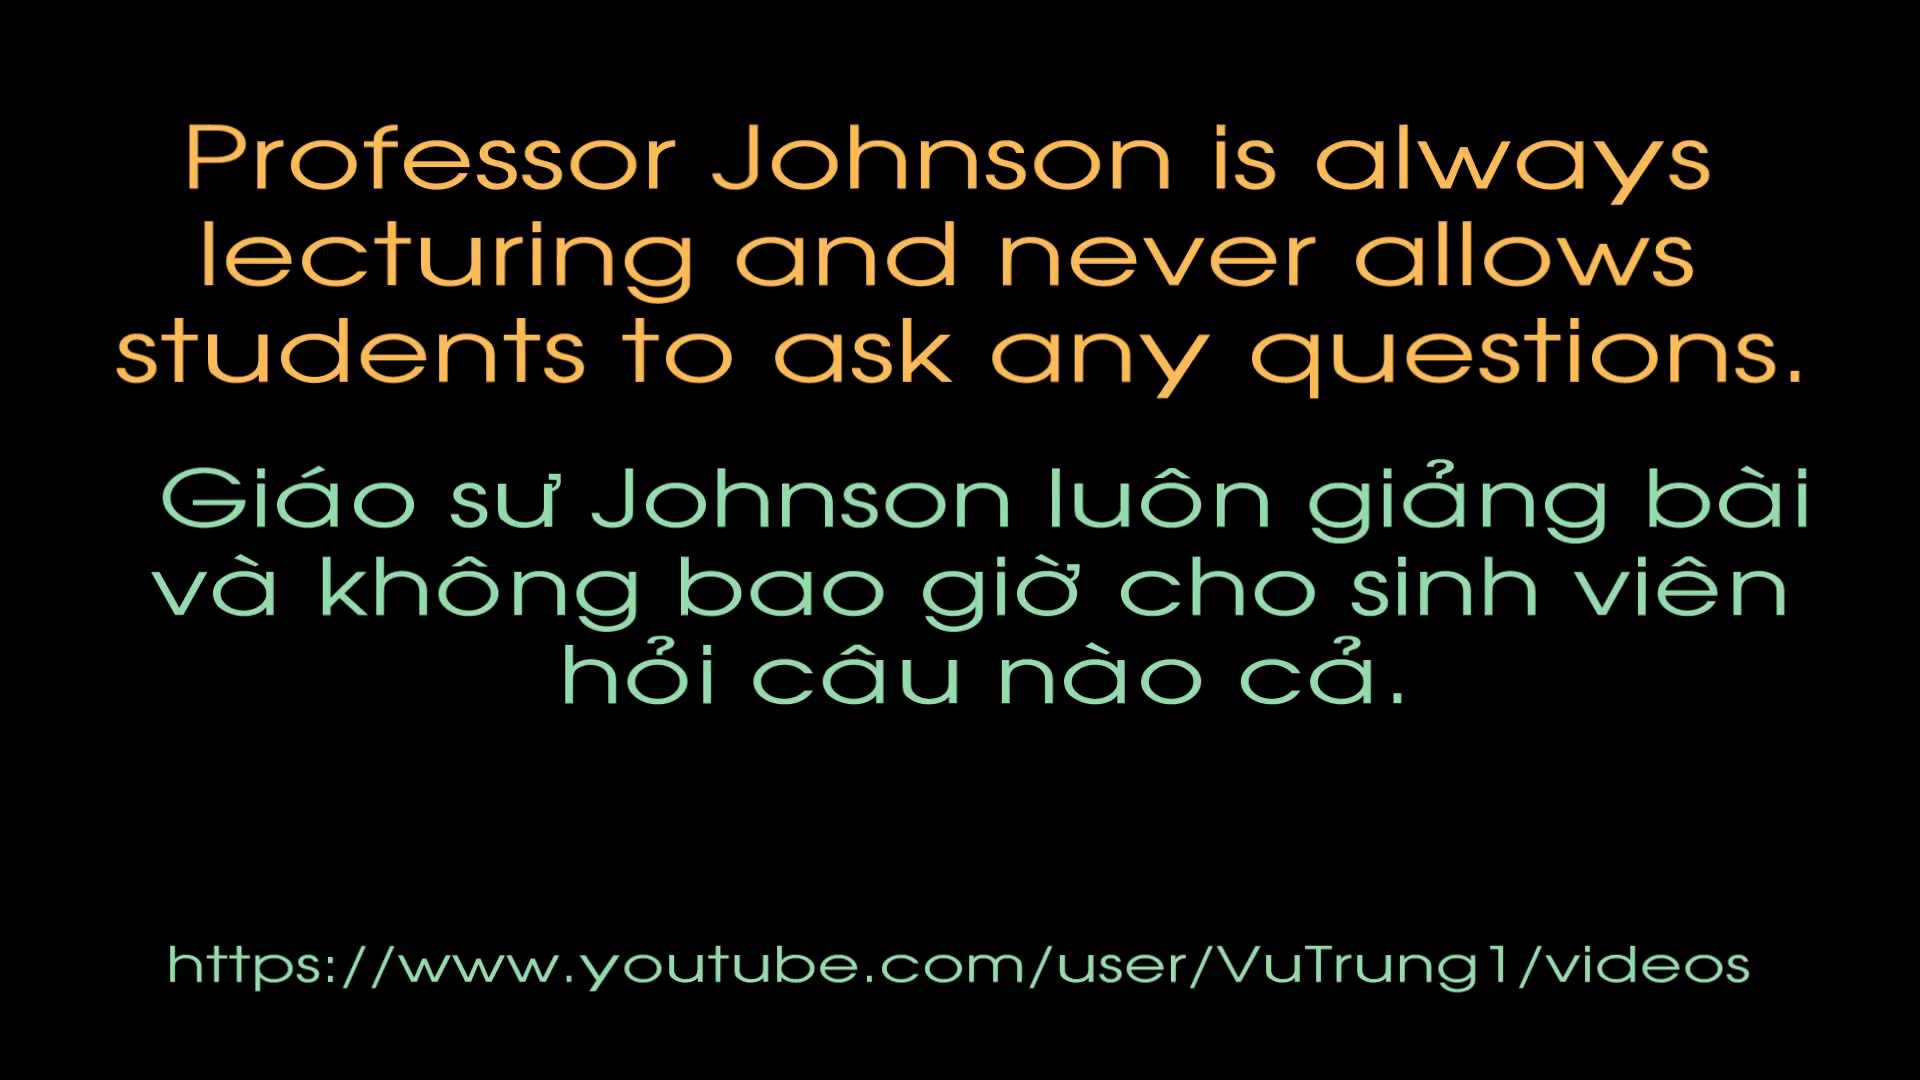 Professor Johnson is always
lecturing and never allows
students to ask any questions.
Giáo sư Johnson luôn giảng bài
và không bao giờ cho sinh viên
hỏi câu nào cả.
https://www.youtube.com/user/VuTrung1/videos